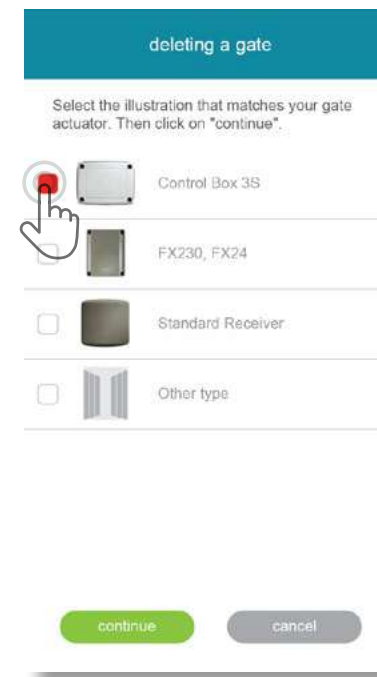 deleting a gate
Select the illustration that matches your gate
actuator. Then click on "continue".
Control Box 3S
FX230, FX24
Standard Receiver
Other type
continue
cancel